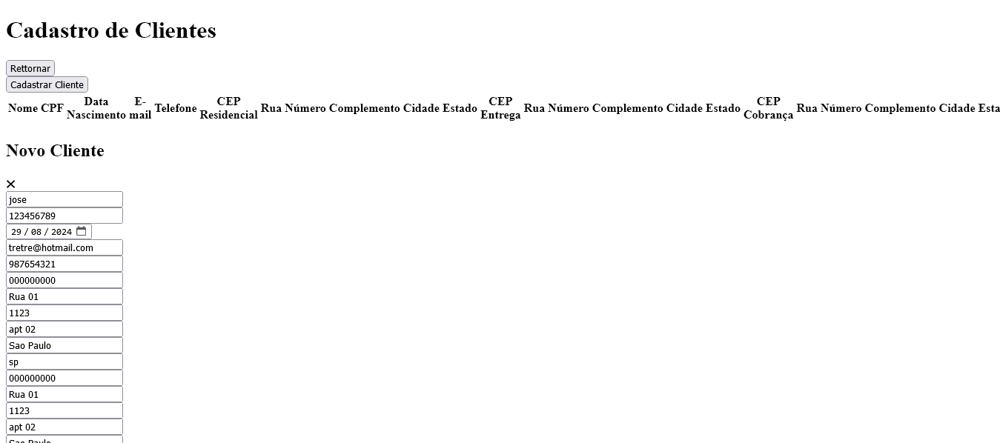 Cadastro de Clientes
Rettornar
Cadastrar Cliente
Nome CPF Data Nascimento E-mail Telefone CEP Residencial Rua Número Complemento Cidade Estado CEP Entrega Rua Número Complemento Cidade Estado CEP Cobrança Rua Número Complemento Cidade Esta
Novo Cliente
×
jose
123456789
29 / 08 / 2024
tretre@hotmail.com
987654321
000000000
Rua 01
1123
apt 02
Sao Paulo
sp
000000000
Rua 01
1123
apt 02
Sao Paulo